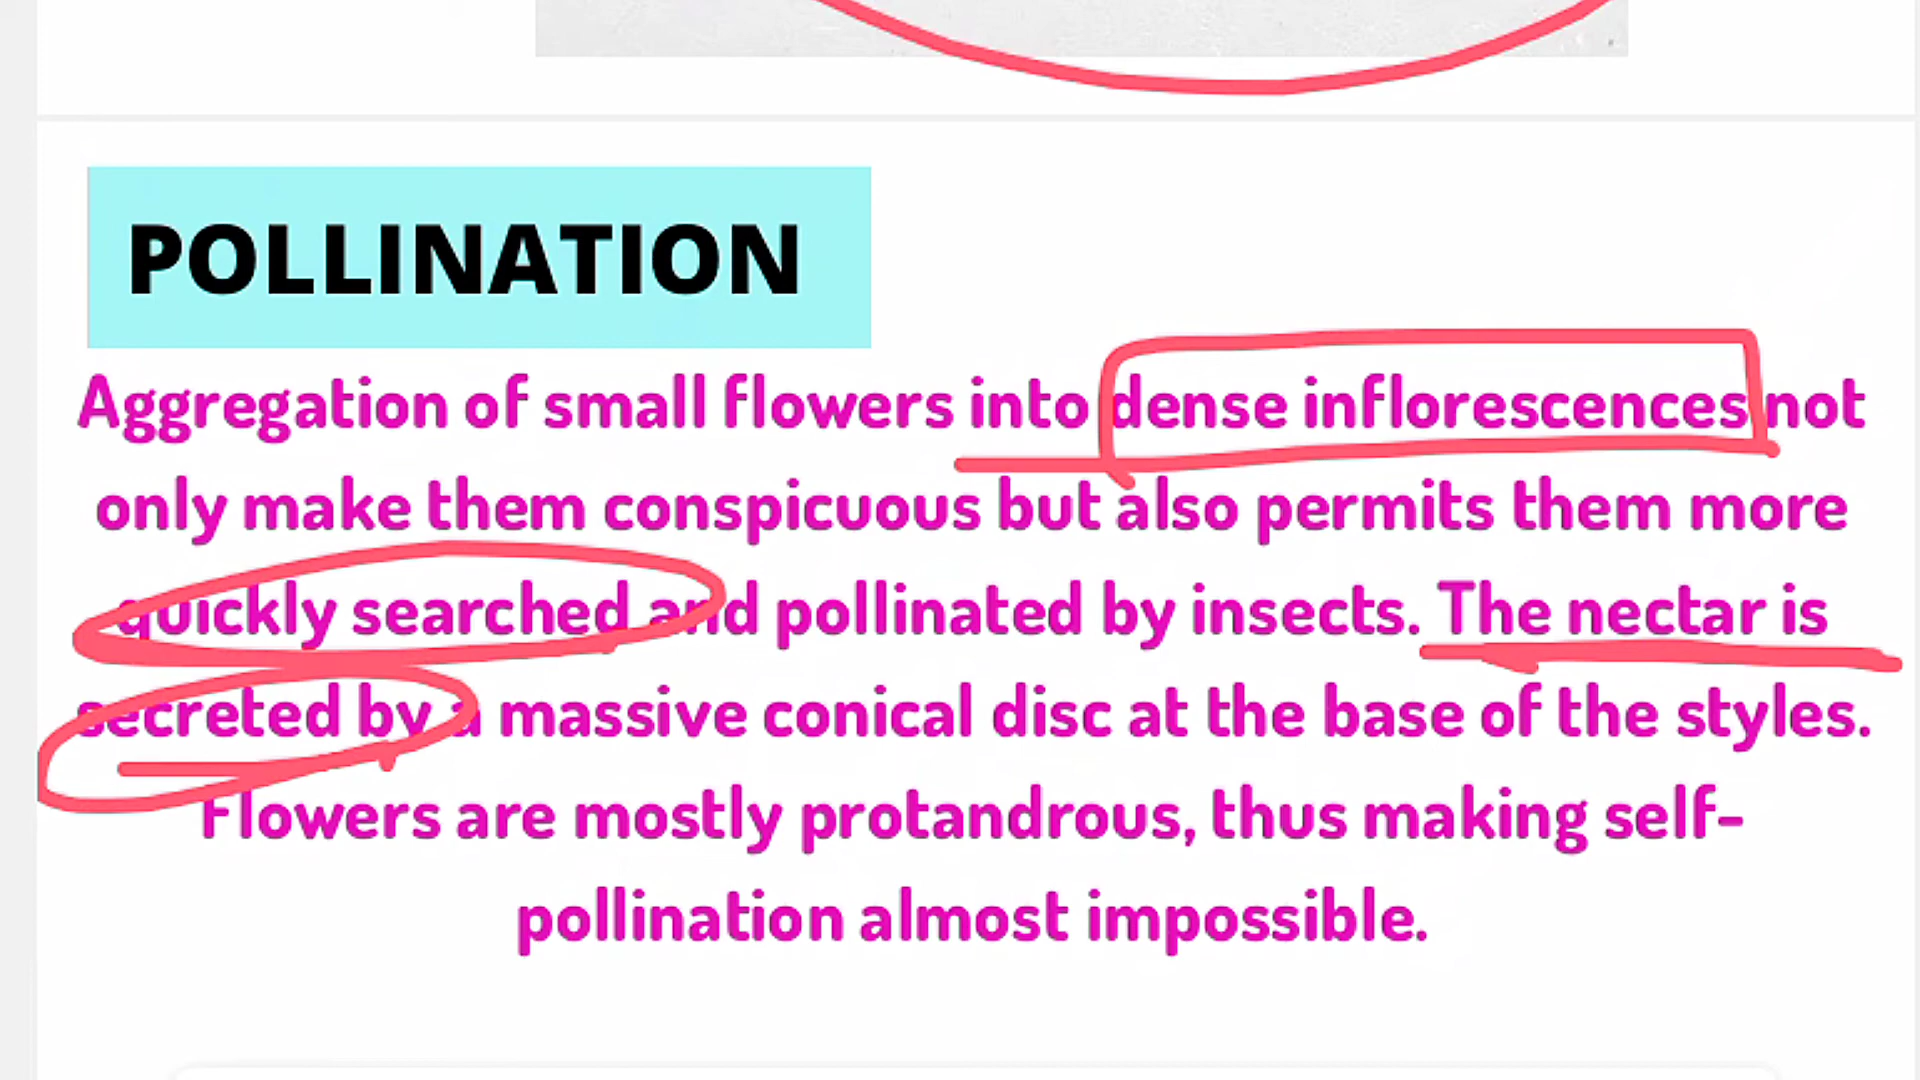 POLLINATION
Aggregation of small flowers into dense inflorescences not
only make them conspicuous but also permits them more
quickly searched and pollinated by insects. The nectar is
secreted by a massive conical disc at the base of the styles.
Flowers are mostly protandrous, thus making self-
pollination almost impossible.